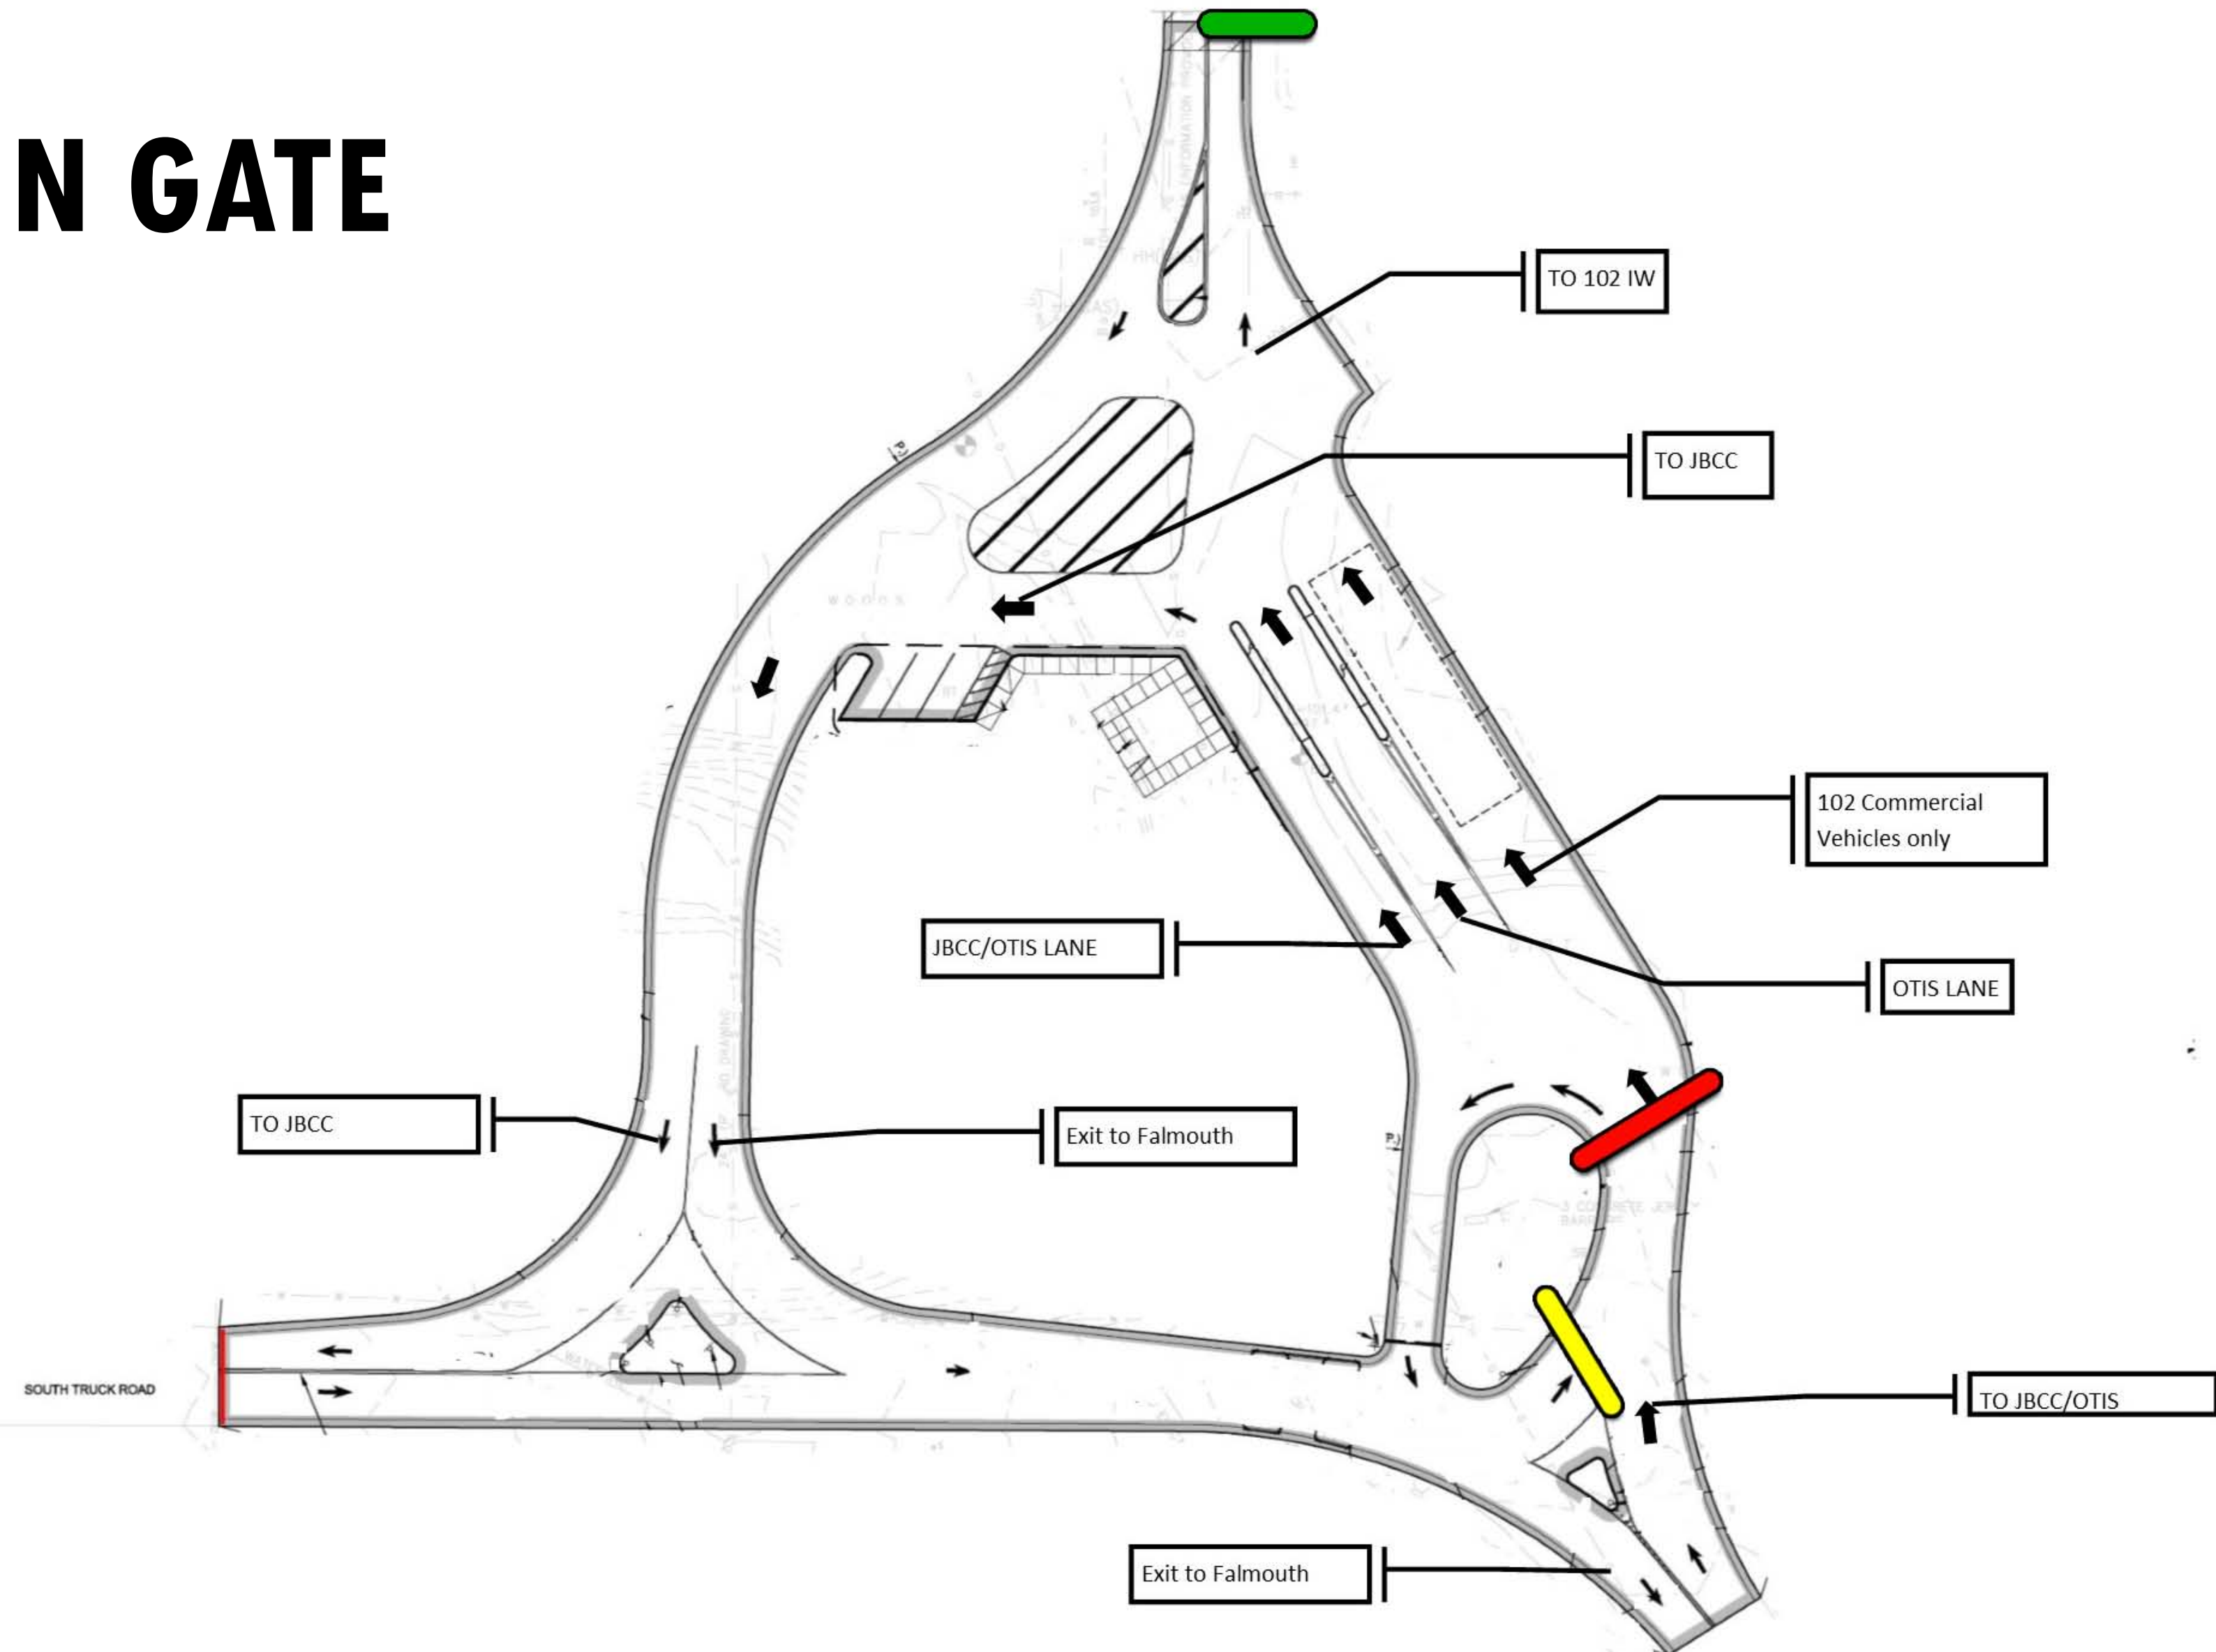 N GATE
TO 102 IW
TO JBCC
102 Commercial
Vehicles only
JBCC/OTIS LANE
OTIS LANE
TO JBCC
Exit to Falmouth
SOUTH TRUCK ROAD
TO JBCC/OTIS
Exit to Falmouth
WOODS